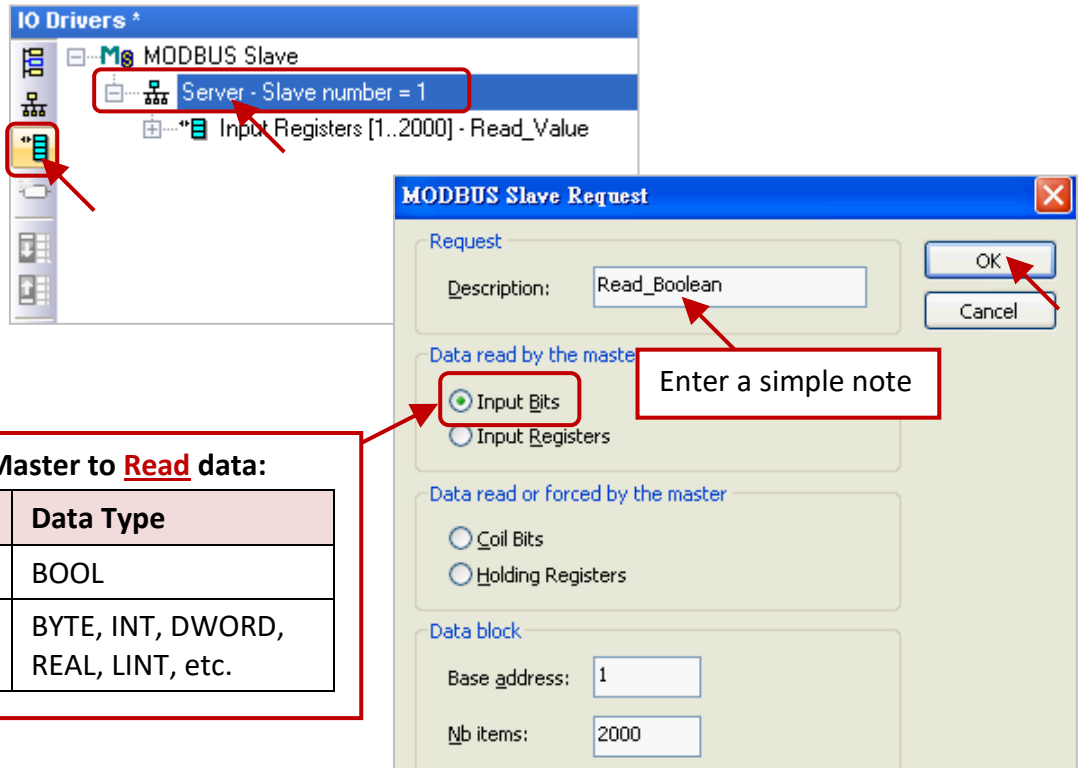 IO Drivers *
MODBUS Slave
Server - Slave number = 1
Input Registers [1..2000] - Read_Value
MODBUS Slave Request
Request
Description: Read_Boolean
OK
Cancel
Data read by the maste
Enter a simple note
Input Bits
Input Registers
Master to Read data:
Data Type
BOOL
BYTE, INT, DWORD,
REAL, LINT, etc.
Data read or forced by the master
Coil Bits
Holding Registers
Data block
Base address: 1
Nb items: 2000